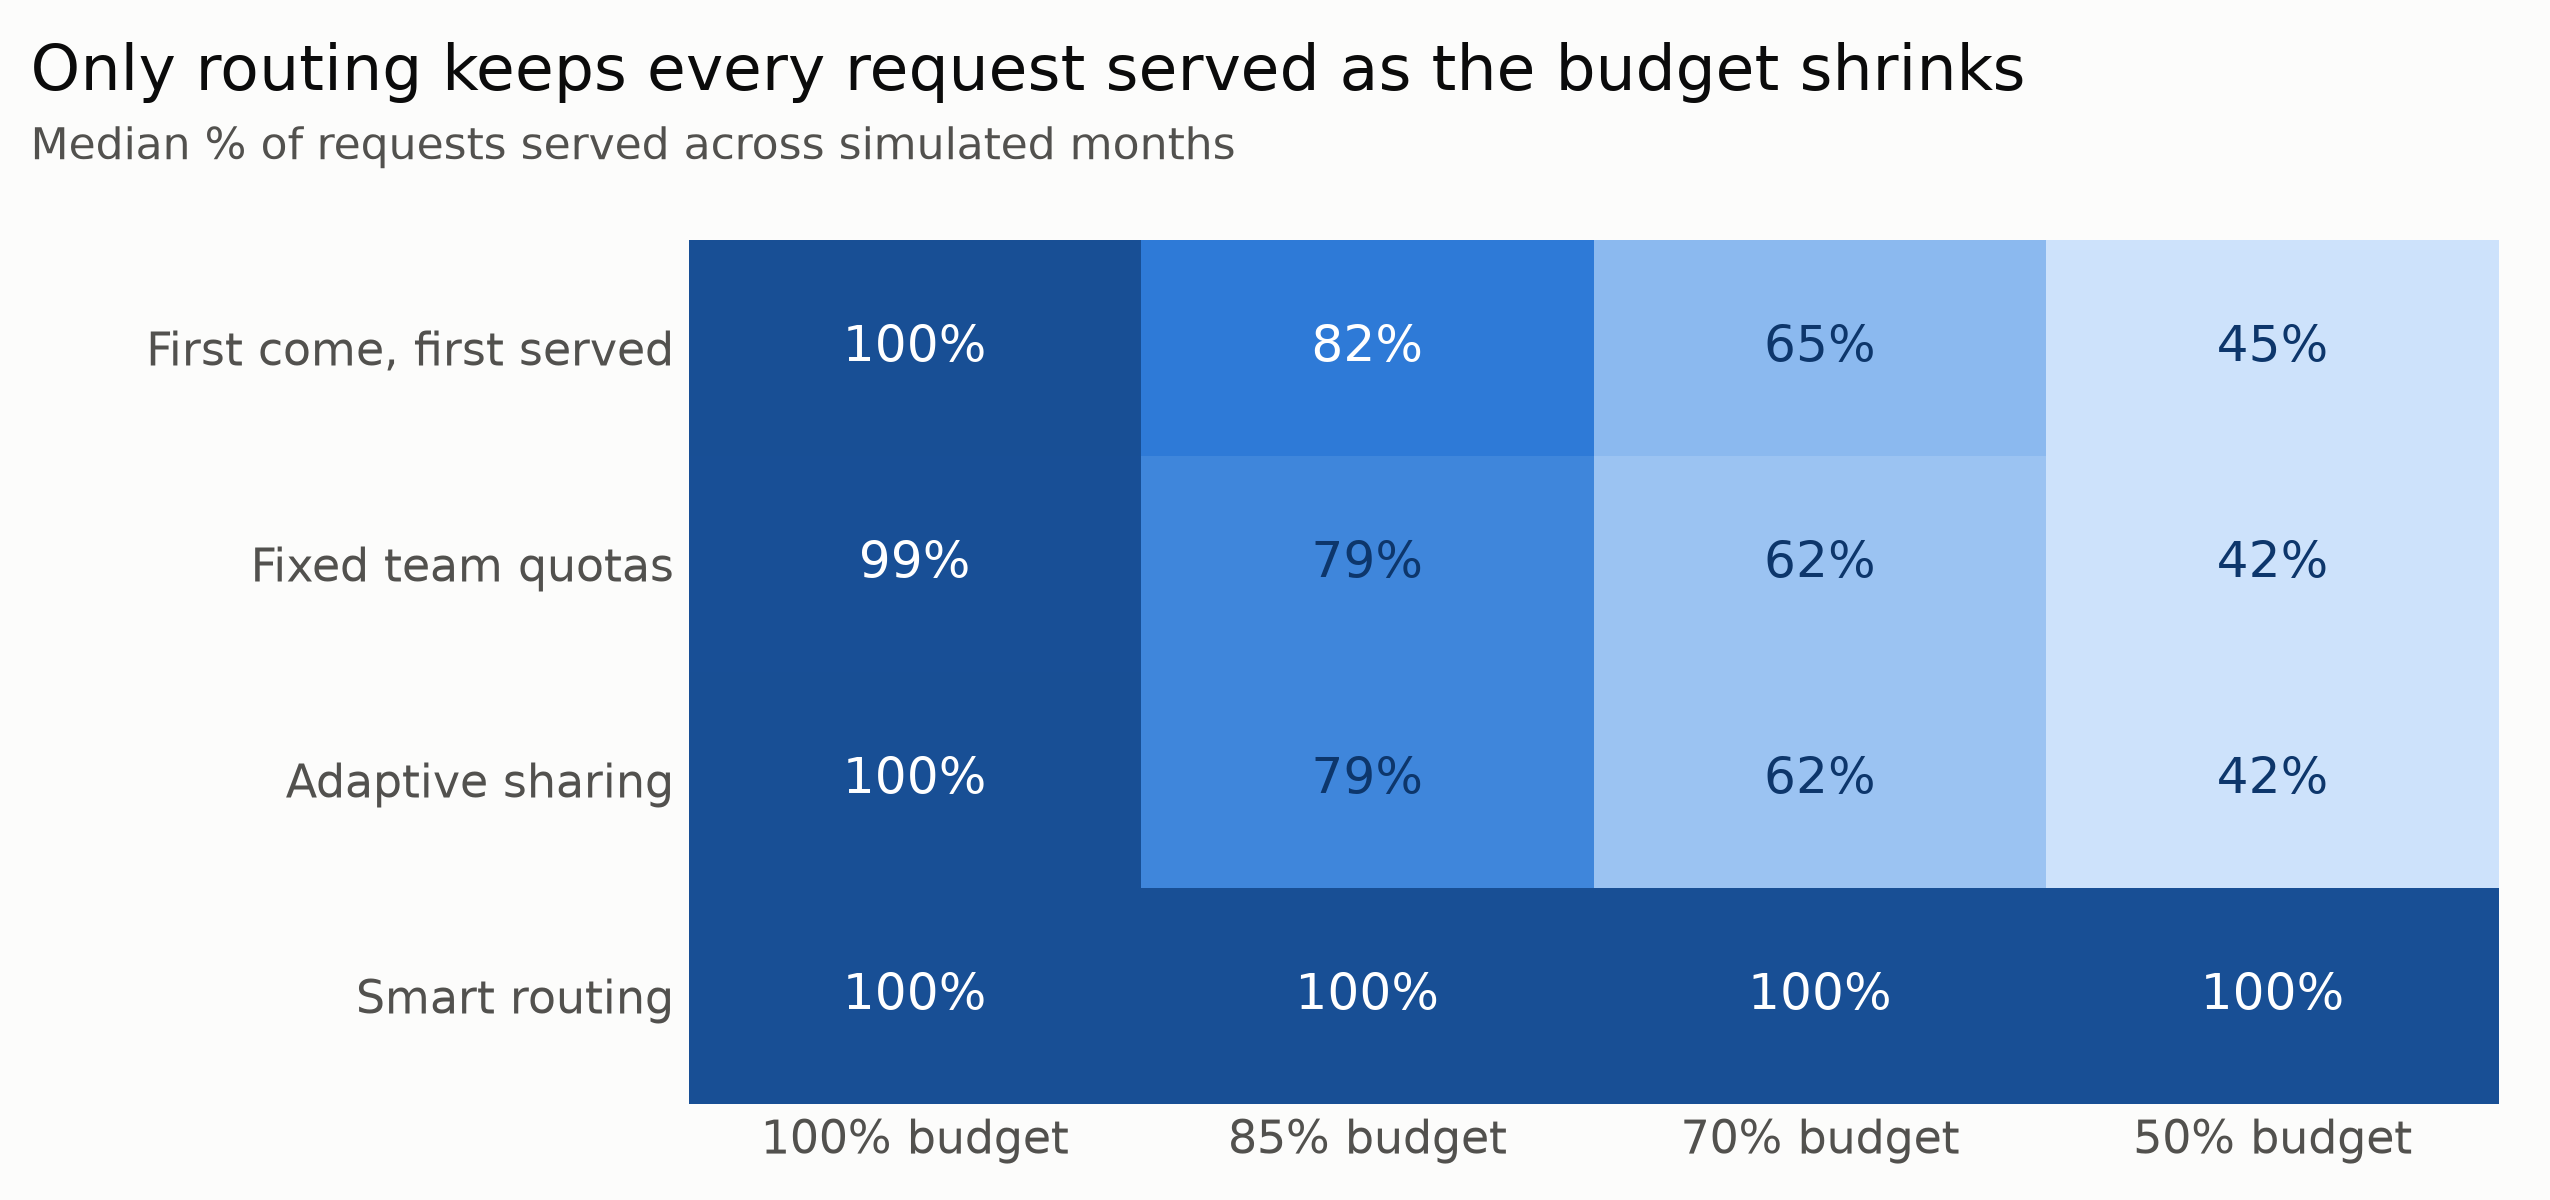 Only routing keeps every request served as the budget shrinks
Median % of requests served across simulated months
First come, first served 100% 82% 65% 45%
Fixed team quotas 99% 79% 62% 42%
Adaptive sharing 100% 79% 62% 42%
Smart routing 100% 100% 100% 100%
100% budget 85% budget 70% budget 50% budget